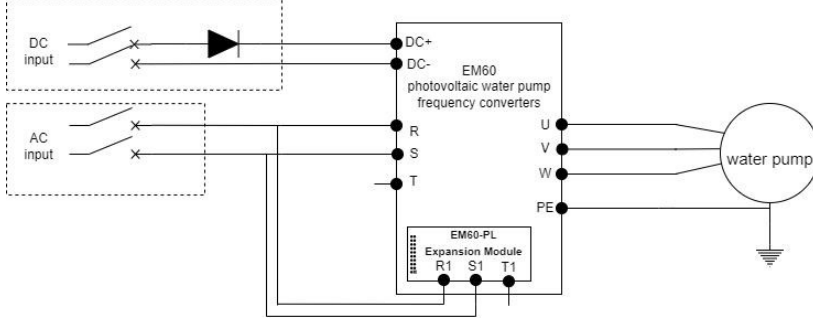 DC
input
DC+
DC-
EM60
photovoltaic water pump
frequency converters
AC
input
R
S
T
U
V
W
PE
water pump
EM60-PL
Expansion Module
R1 S1 T1